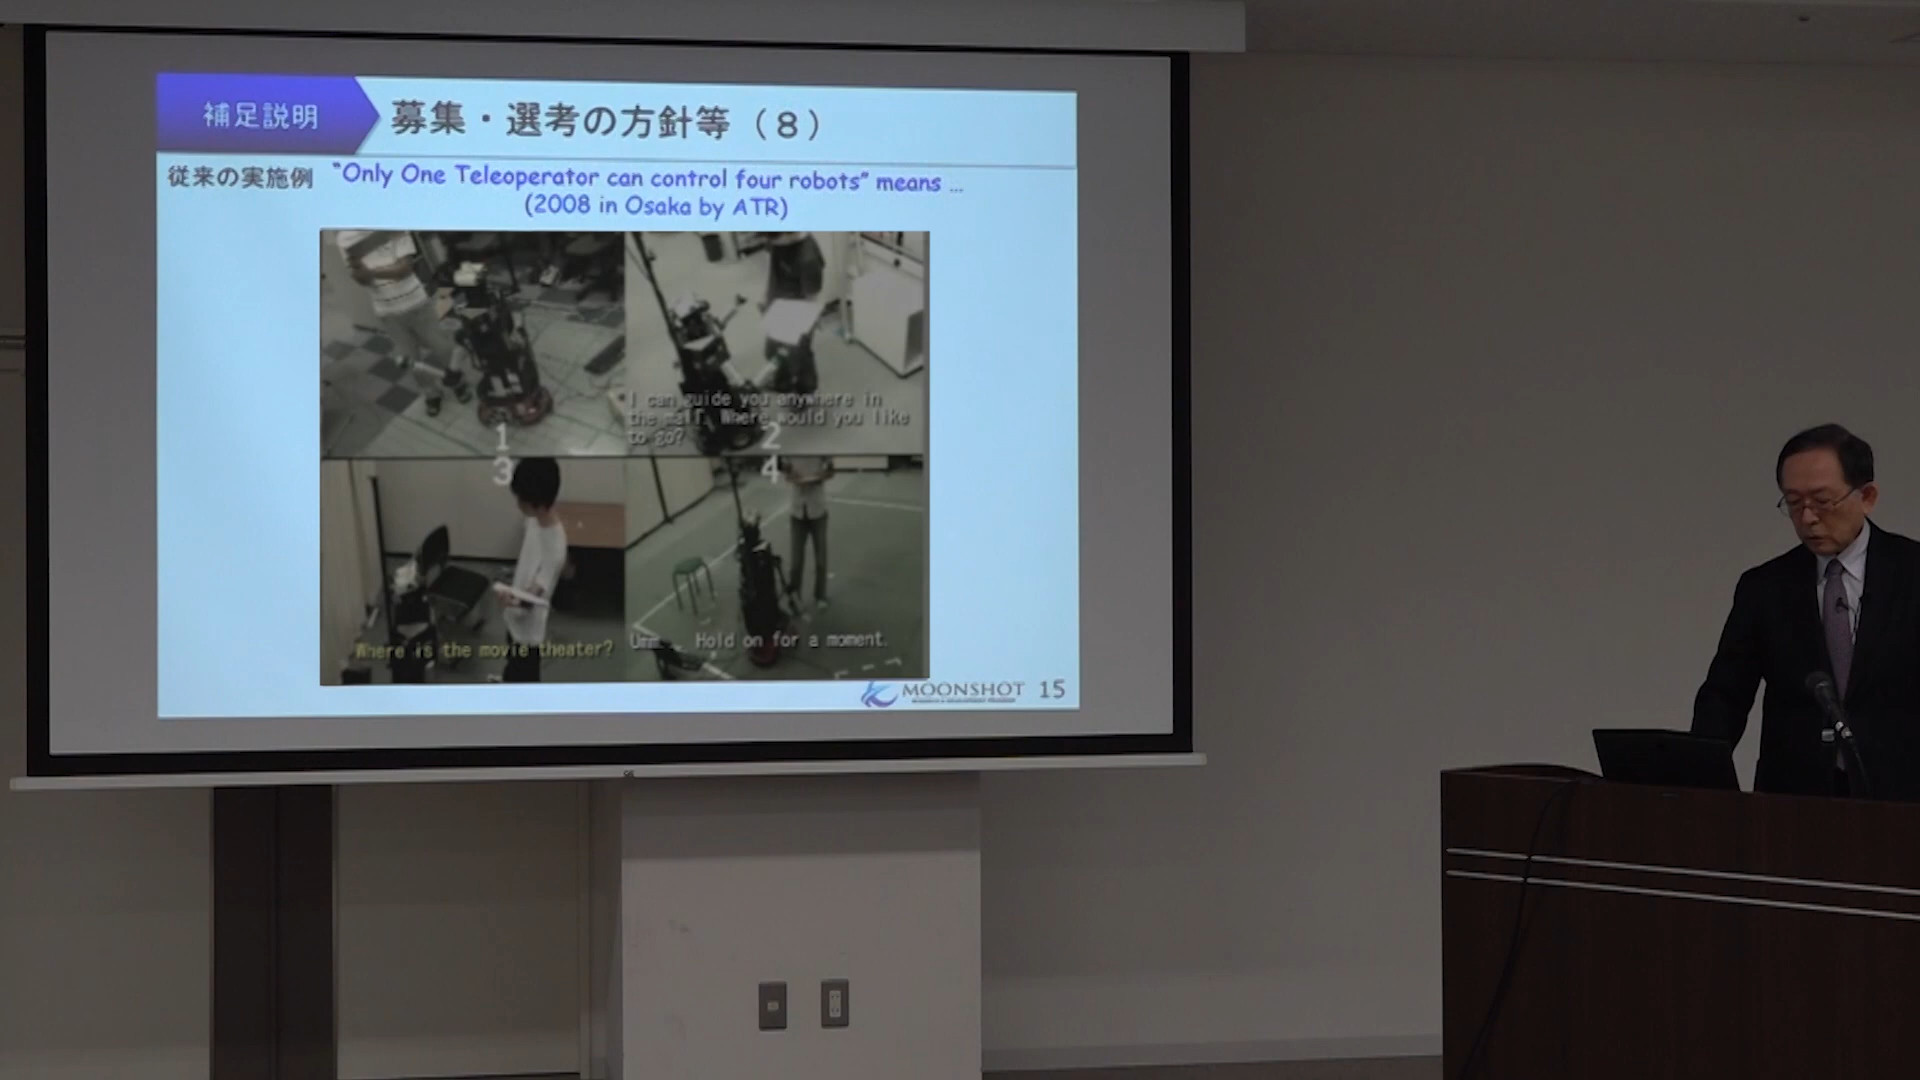 補足説明
募集・選考の方針等（８）
従来の実施例
“Only One Teleoperator can control four robots” means …
(2008 in Osaka by ATR)
I can guide you anywhere in
the mall. Where would you like
to go?
1
2
3
4
Where is the movie theater?
Umm... Hold on for a moment.
MOONSHOT
15